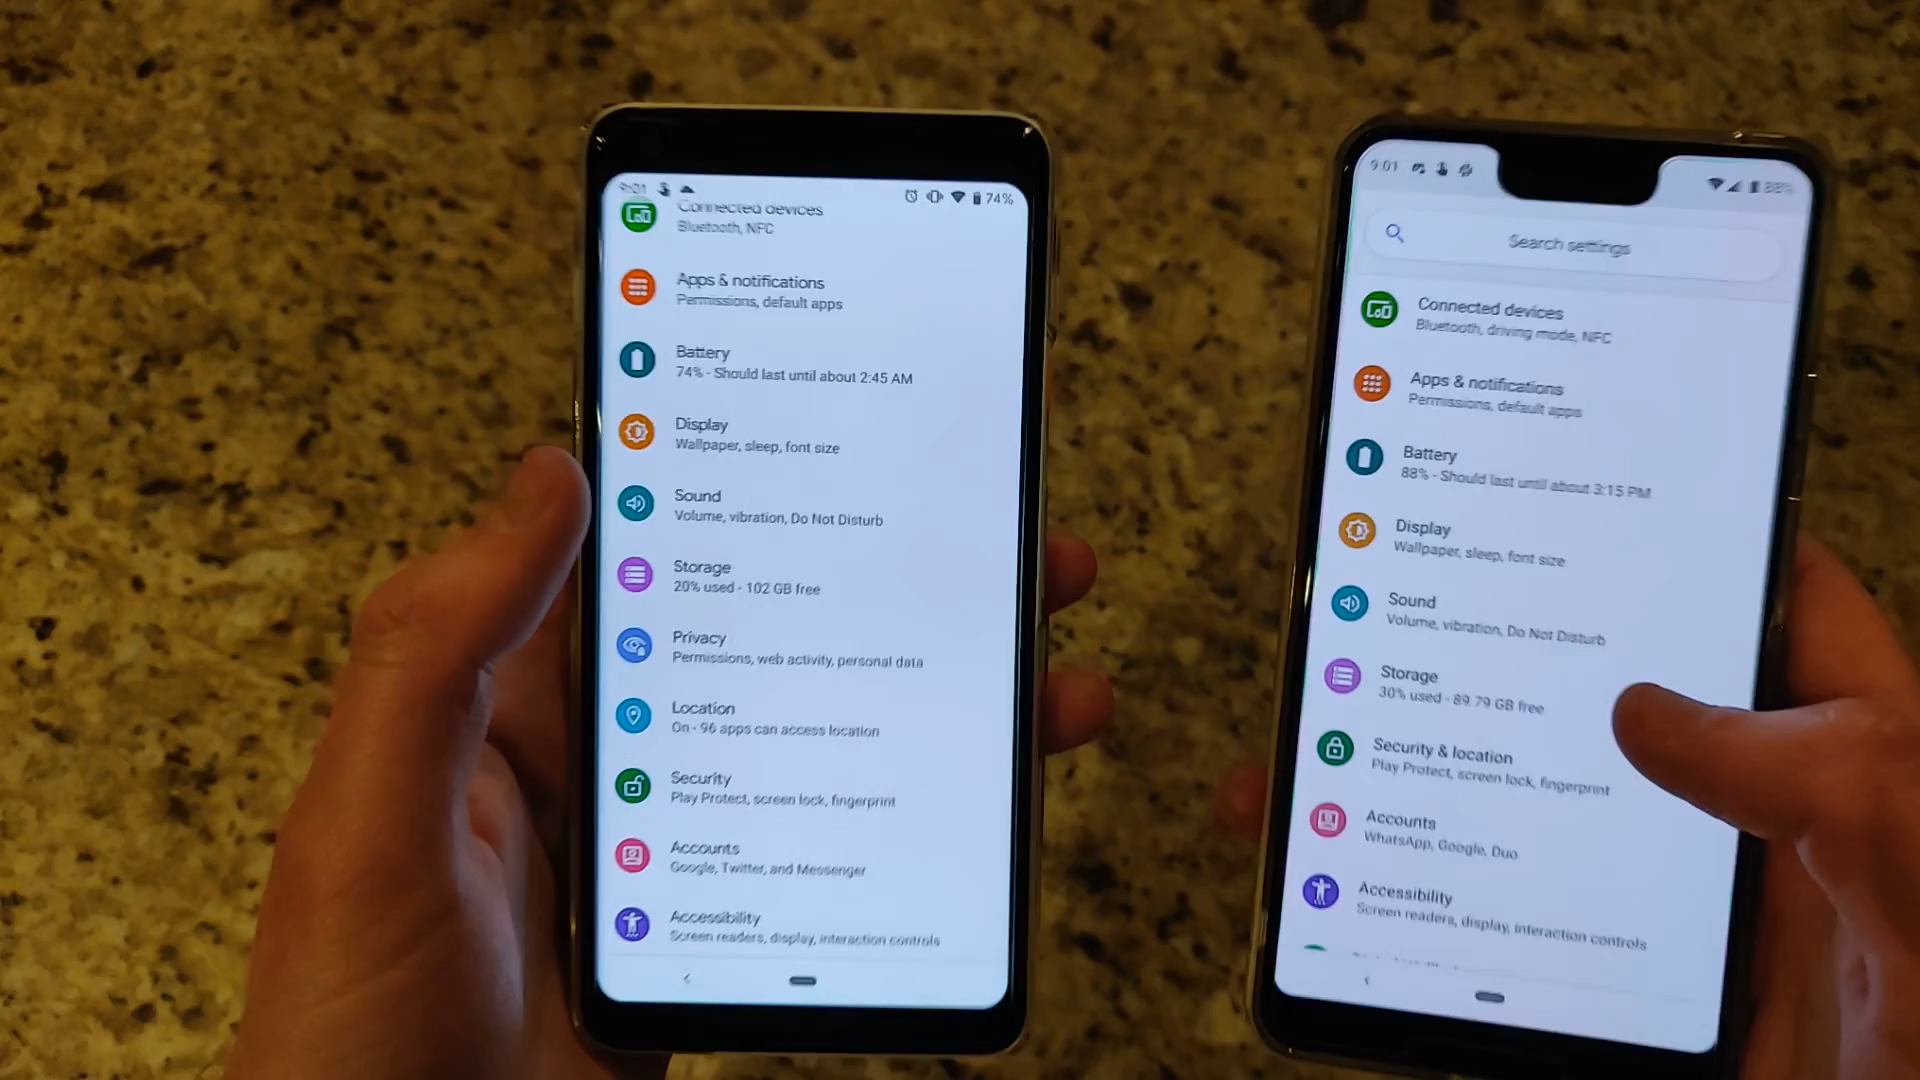 9:01
74%
Connected devices
Bluetooth, NFC
Apps & notifications
Permissions, default apps
Battery
74% - Should last until about 2:45 AM
Display
Wallpaper, sleep, font size
Sound
Volume, vibration, Do Not Disturb
Storage
20% used - 102 GB free
Privacy
Permissions, web activity, personal data
Location
On - 96 apps can access location
Security
Play Protect, screen lock, fingerprint
Accounts
Google, Twitter, and Messenger
Accessibility
Screen readers, display, interaction controls
9:01
88%
Search settings
Connected devices
Bluetooth, driving mode, NFC
Apps & notifications
Permissions, default apps
Battery
88% - Should last until about 3:15 PM
Display
Wallpaper, sleep, font size
Sound
Volume, vibration, Do Not Disturb
Storage
30% used - 89.79 GB free
Security & location
Play Protect, screen lock, fingerprint
Accounts
WhatsApp, Google, Duo
Accessibility
Screen readers, display, interaction controls